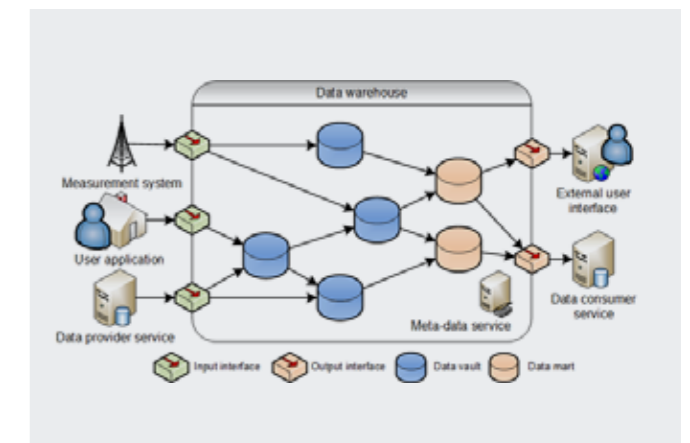 Data warehouse
Measurement system
External user
interface
User application
Data consumer
service
Data provider service
Meta-data service
Input interface
Output interface
Data vault
Data mart